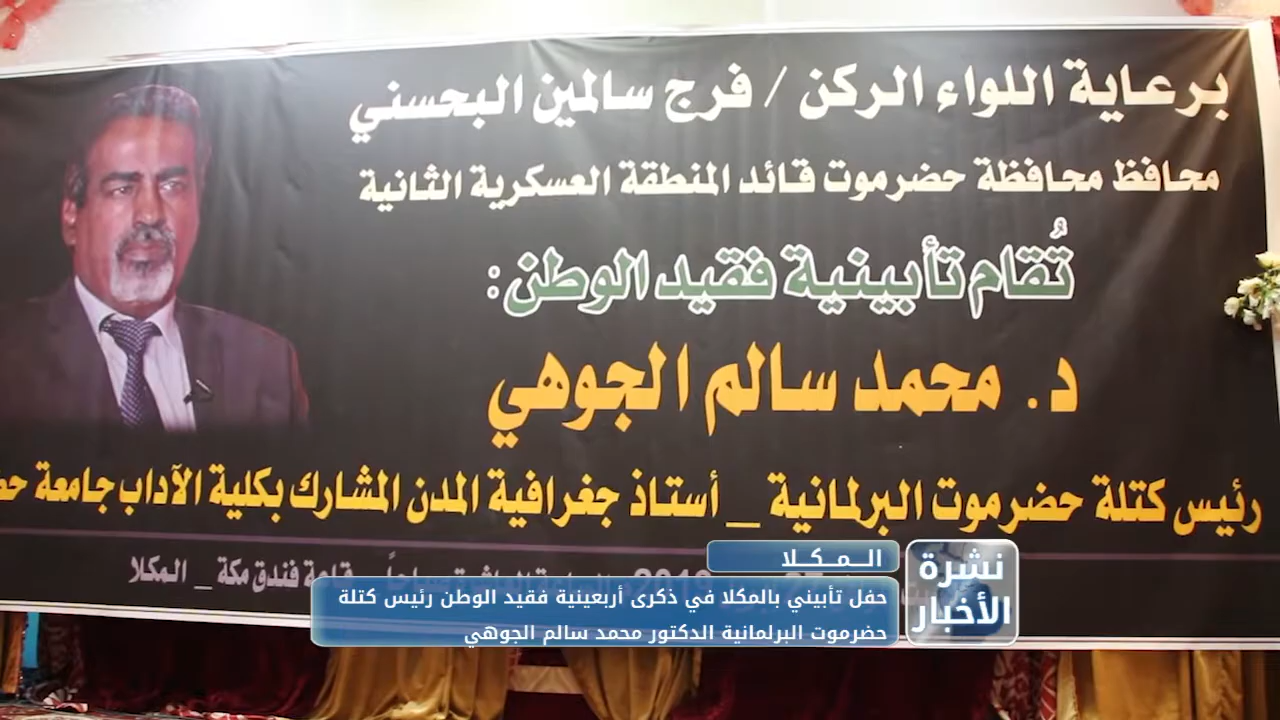 برعاية اللواء الركن / فرج سالمين البحسني
محافظ محافظة حضرموت قائد المنطقة العسكرية الثانية
تُقام تأبينية فقيد الوطن:
د. محمد سالم الجوهي
رئيس كتلة حضرموت البرلمانية _ أستاذ جغرافية المدن المشارك بكلية الآداب جامعة
قاعة فندق مكة _ المكلا
المكلا
نشرة الأخبار
حفل تأبيني بالمكلا في ذكرى أربعينية فقيد الوطن رئيس كتلة
حضرموت البرلمانية الدكتور محمد سالم الجوهي